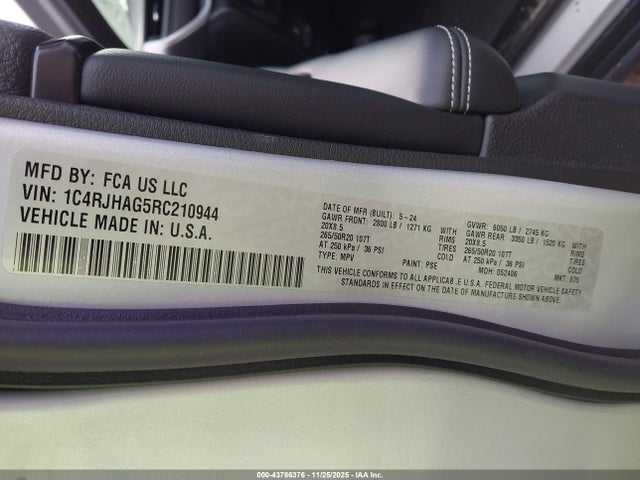 MFD BY: FCA US LLC
VIN: 1C4RJHAG5RC210944
VEHICLE MADE IN: U.S.A.
DATE OF MFR (BUILT): 5-24
GAWR FRONT: 2800 LB / 1271 KG WITH
20X8.5 RIMS
265/50R20 107T TIRES
AT 250 kPa / 36 PSI COLD
TYPE: MPV PAINT: PSE
GVWR: 6050 LB / 2745 KG
GAWR REAR: 3350 LB / 1520 KG WITH
20X8.5 RIMS
265/50R20 107T TIRES
AT 250 kPa / 36 PSI COLD
MDH: 052406 MKT: 875
THIS VEHICLE CONFORMS TO ALL APPLICAB .E U.S.A. FEDERAL MOTOR VEHICLE SAFETY
STANDARDS IN EFFECT ON THE DATE OF MANUFACTURE SHOWN ABOVE.
000-43786376 - 11/25/2025 - IAA Inc.